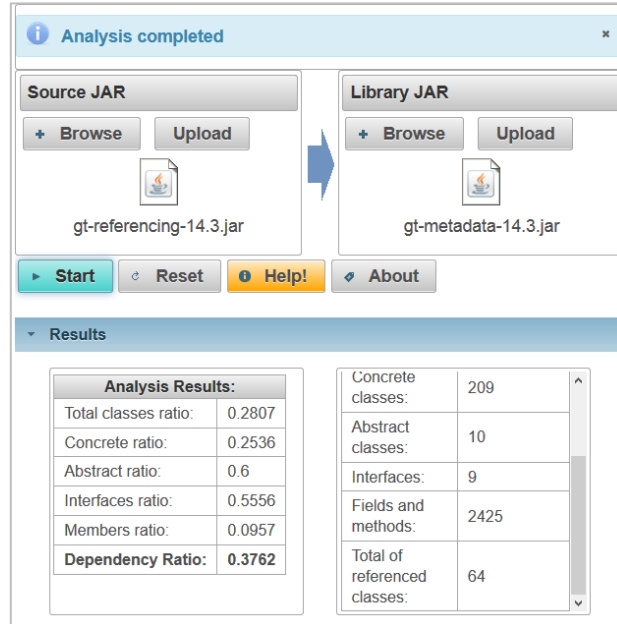 Analysis completed
Source JAR
Library JAR
+ Browse
Upload
+ Browse
Upload
gt-referencing-14.3.jar
gt-metadata-14.3.jar
Start
Reset
Help!
About
Results
Analysis Results:
Total classes ratio: 0.2807
Concrete ratio: 0.2536
Abstract ratio: 0.6
Interfaces ratio: 0.5556
Members ratio: 0.0957
Dependency Ratio: 0.3762
Concrete
classes: 209
Abstract
classes: 10
Interfaces: 9
Fields and
methods: 2425
Total of
referenced 64
classes: